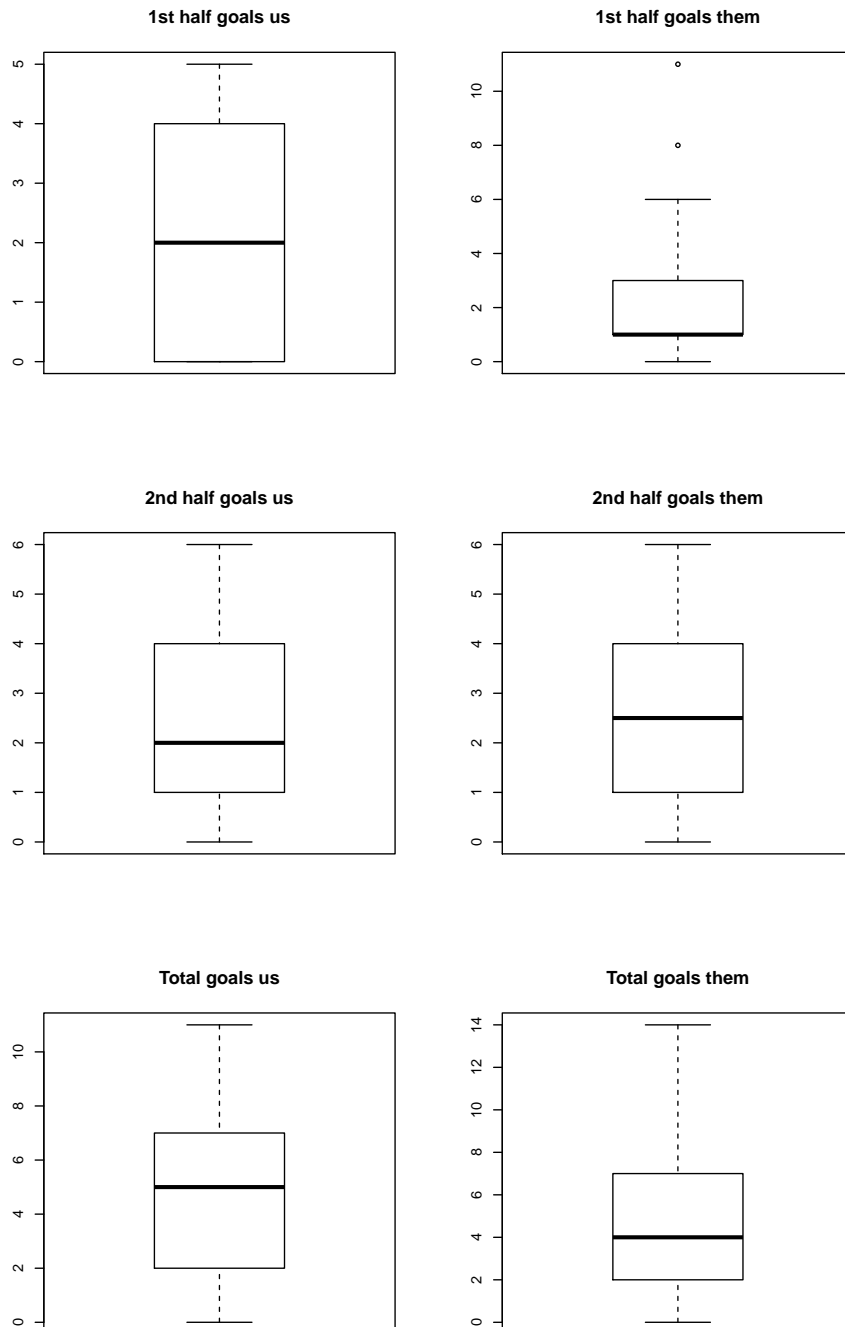 1st half goals us
0 1 2 3 4 5
1st half goals them
0 2 4 6 8 10
2nd half goals us
0 1 2 3 4 5 6
2nd half goals them
0 1 2 3 4 5 6
Total goals us
0 2 4 6 8 10
Total goals them
0 2 4 6 8 10 12 14